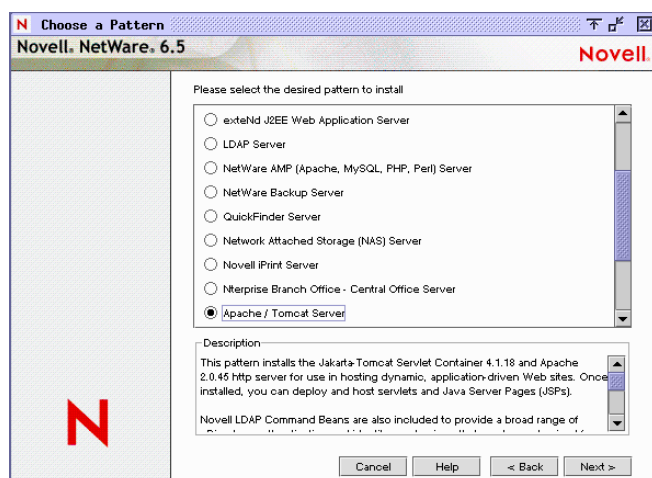 N Choose a Pattern
Novell. NetWare. 6.5
Novell.
Please select the desired pattern to install
exteNd J2EE Web Application Server
LDAP Server
NetWare AMP (Apache, MySQL, PHP, Perl) Server
NetWare Backup Server
QuickFinder Server
Network Attached Storage (NAS) Server
Novell iPrint Server
Nterprise Branch Office - Central Office Server
Apache / Tomcat Server
Description
This pattern installs the Jakarta-Tomcat Servlet Container 4.1.18 and Apache
2.0.45 http server for use in hosting dynamic, application-driven Web sites. Once
installed, you can deploy and host servlets and Java Server Pages (JSPs).
Novell LDAP Command Beans are also included to provide a broad range of
N
Cancel Help < Back Next >